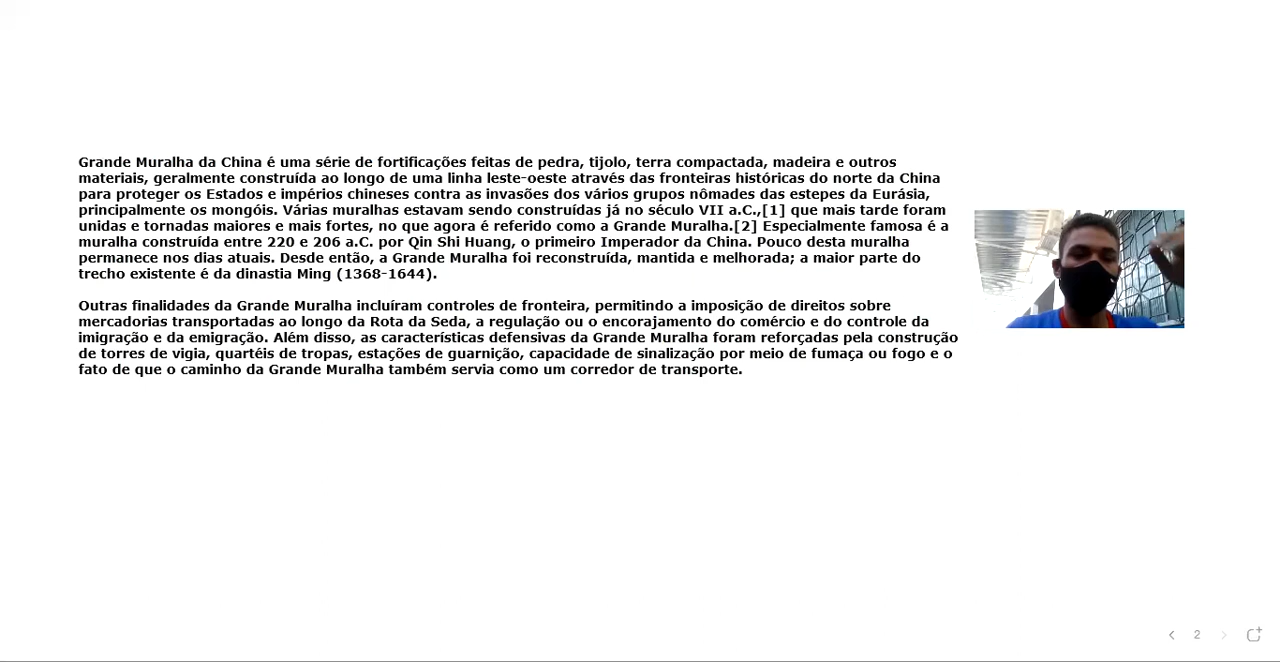 Grande Muralha da China é uma série de fortificações feitas de pedra, tijolo, terra compactada, madeira e outros
materiais, geralmente construída ao longo de uma linha leste-oeste através das fronteiras históricas do norte da China
para proteger os Estados e impérios chineses contra as invasões dos vários grupos nômades das estepes da Eurásia,
principalmente os mongóis. Várias muralhas estavam sendo construídas já no século VII a.C.,[1] que mais tarde foram
unidas e tornadas maiores e mais fortes, no que agora é referido como a Grande Muralha.[2] Especialmente famosa é a
muralha construída entre 220 e 206 a.C. por Qin Shi Huang, o primeiro Imperador da China. Pouco desta muralha
permanece nos dias atuais. Desde então, a Grande Muralha foi reconstruída, mantida e melhorada; a maior parte do
trecho existente é da dinastia Ming (1368-1644).
Outras finalidades da Grande Muralha incluíram controles de fronteira, permitindo a imposição de direitos sobre
mercadorias transportadas ao longo da Rota da Seda, a regulação ou o encorajamento do comércio e do controle da
imigração e da emigração. Além disso, as características defensivas da Grande Muralha foram reforçadas pela construção
de torres de vigia, quartéis de tropas, estações de guarnição, capacidade de sinalização por meio de fumaça ou fogo e o
fato de que o caminho da Grande Muralha também servia como um corredor de transporte.
2